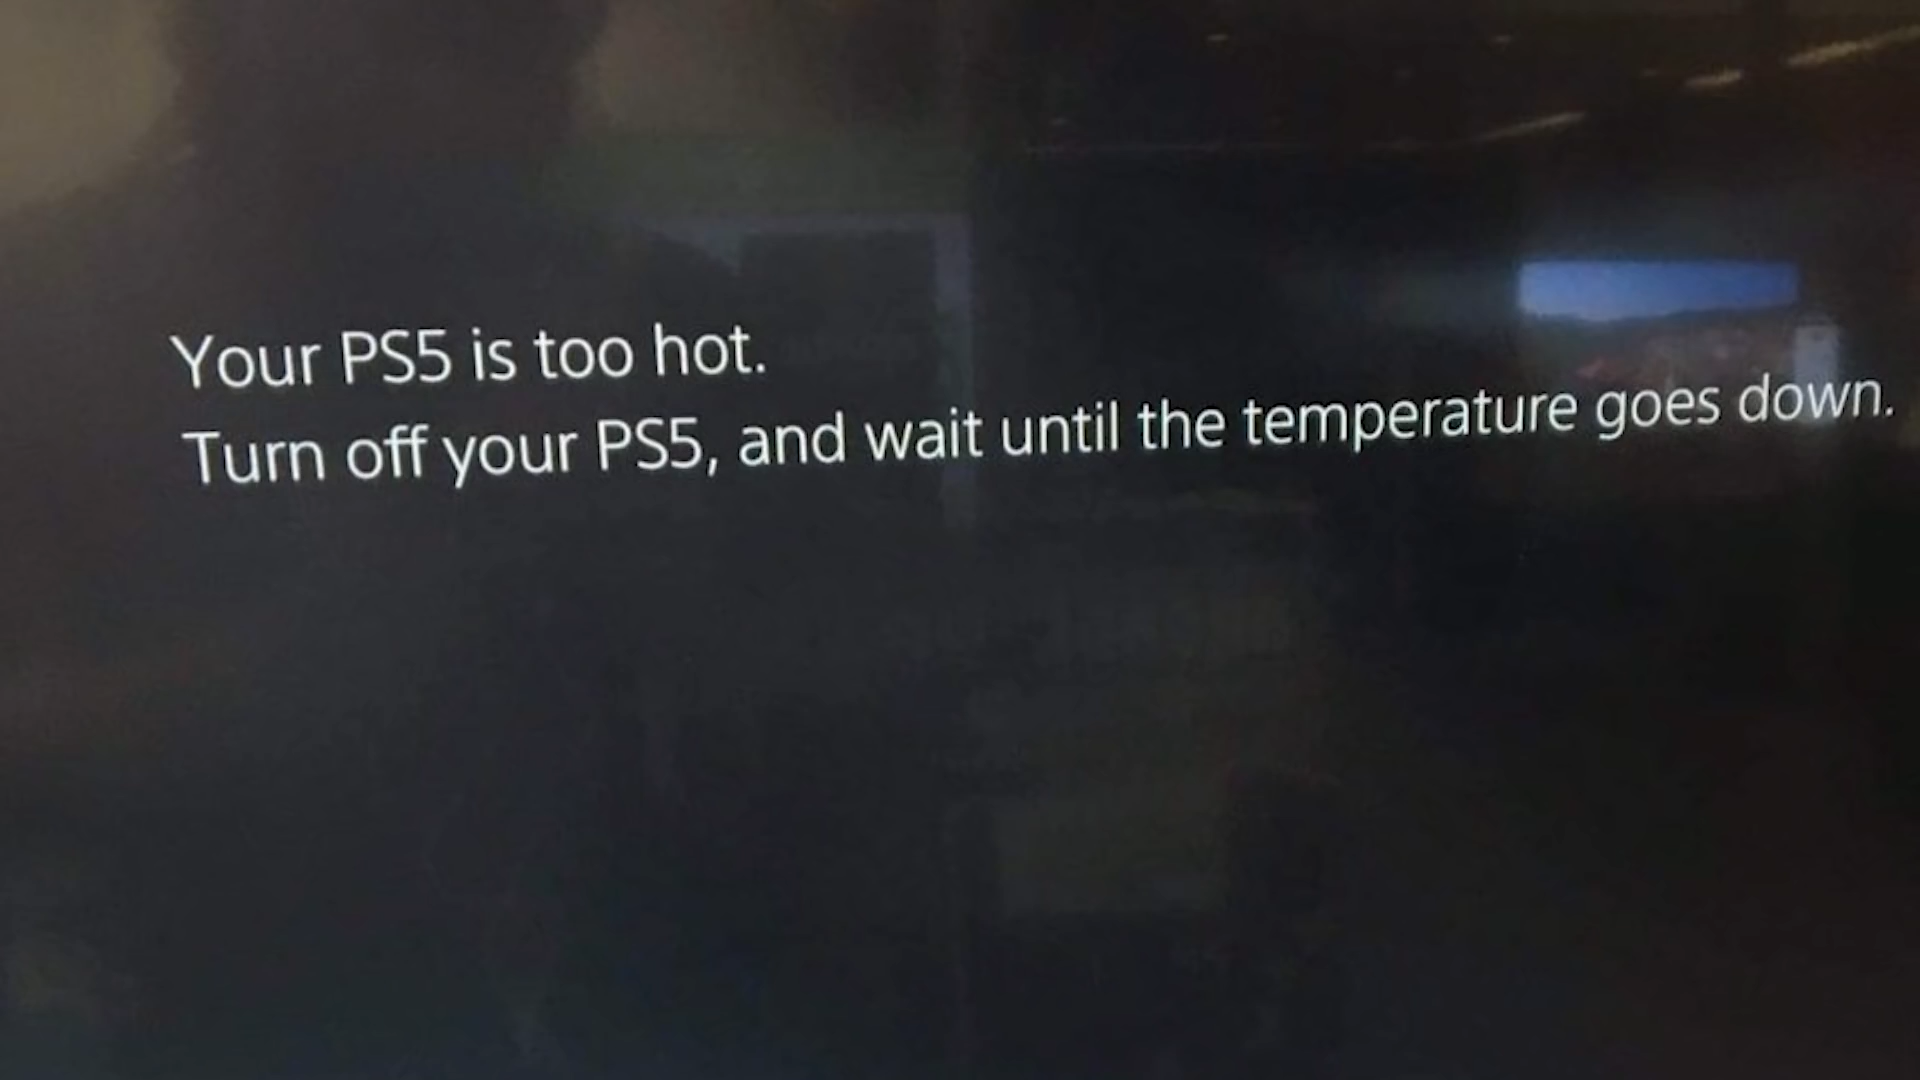 Your PS5 is too hot.
Turn off your PS5, and wait until the temperature goes down.